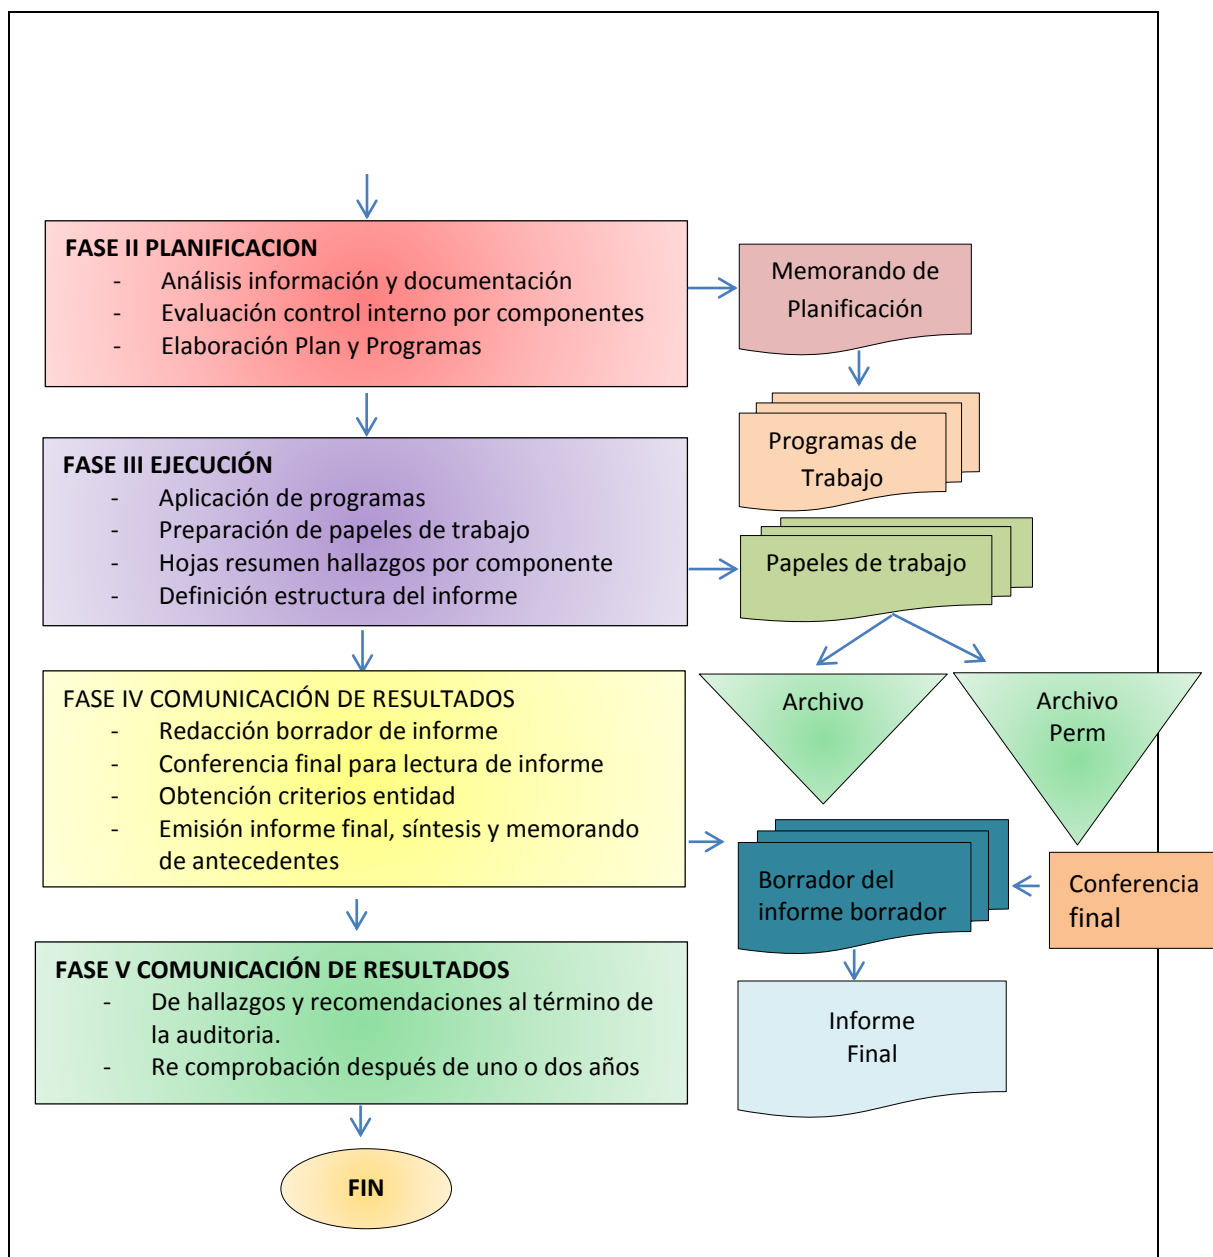 FASE II PLANIFICACION
- Análisis información y documentación
- Evaluación control interno por componentes
- Elaboración Plan y Programas
Memorando de
Planificación
Programas de
Trabajo
FASE III EJECUCIÓN
- Aplicación de programas
- Preparación de papeles de trabajo
- Hojas resumen hallazgos por componente
- Definición estructura del informe
Papeles de trabajo
Archivo
Archivo
Perm
FASE IV COMUNICACIÓN DE RESULTADOS
- Redacción borrador de informe
- Conferencia final para lectura de informe
- Obtención criterios entidad
- Emisión informe final, síntesis y memorando
de antecedentes
Borrador del
informe borrador
Conferencia
final
FASE V COMUNICACIÓN DE RESULTADOS
- De hallazgos y recomendaciones al término de
la auditoria.
- Re comprobación después de uno o dos años
Informe
Final
FIN